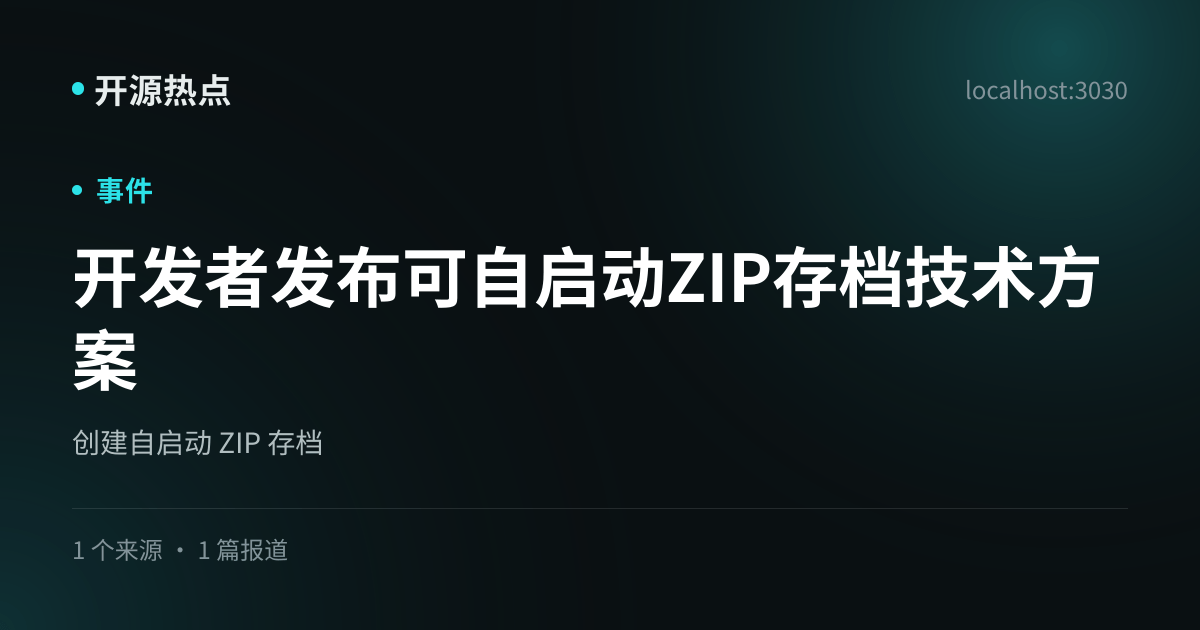 开源热点
localhost:3030
事件
开发者发布可自启动ZIP存档技术方
案
创建自启动 ZIP 存档
1 个来源 · 1 篇报道